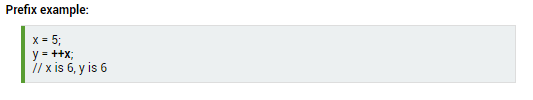 Prefix example:
x = 5;
y = ++x;
// x is 6, y is 6